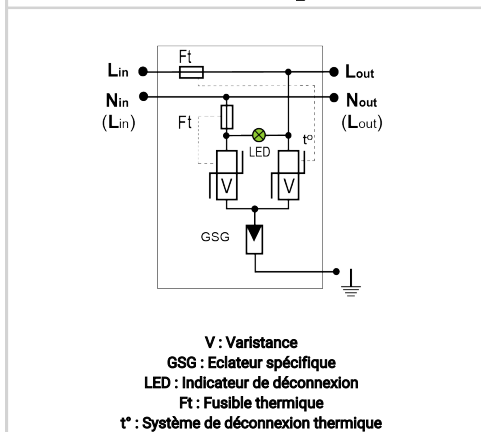 Ft
Lin
Lout
Nin
Nout
(Lin)
Ft
(Lout)
t°
LED
V
V
GSG
V : Varistance
GSG : Eclateur spécifique
LED : Indicateur de déconnexion
Ft : Fusible thermique
t° : Système de déconnexion thermique